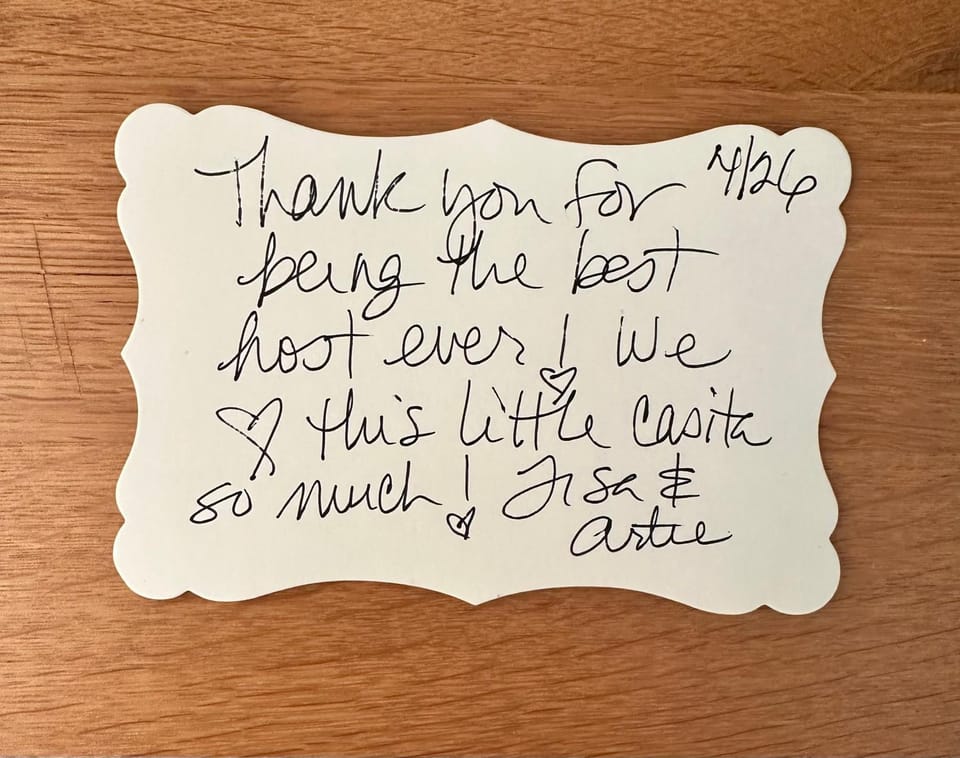 Thank you for 4/26
being the best
host ever! We
♡ this little casita
so much! Lisa &
Artie